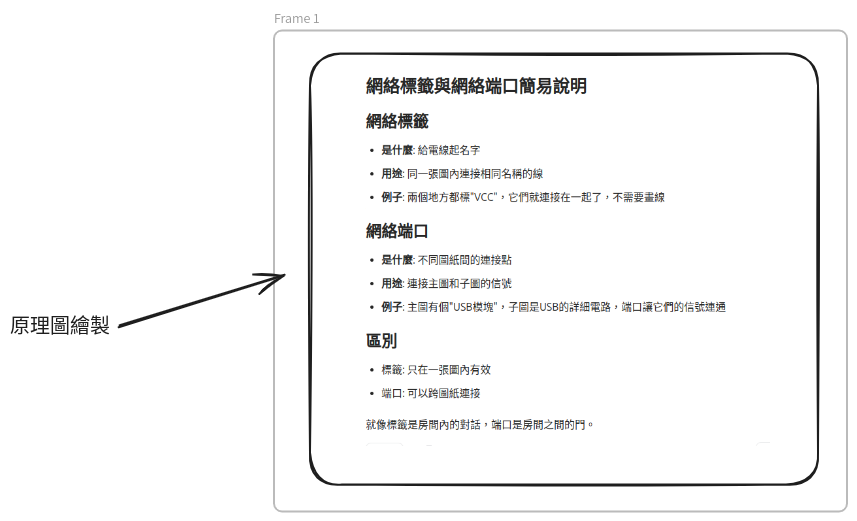 Frame 1
網絡標籤與網絡端口簡易說明
網絡標籤
• 是什麼: 給電線起名字
• 用途: 同一張圖內連接相同名稱的線
• 例子: 兩個地方都標"VCC"，它們就連接在一起了，不需要畫線
網絡端口
• 是什麼: 不同圖紙間的連接點
• 用途: 連接主圖和子圖的信號
• 例子: 主圖有個"USB模塊"，子圖是USB的詳細電路，端口讓它們的信號連通
原理圖繪製
區別
• 標籤: 只在一張圖內有效
• 端口: 可以跨圖紙連接
就像標籤是房間內的對話，端口是房間之間的門。